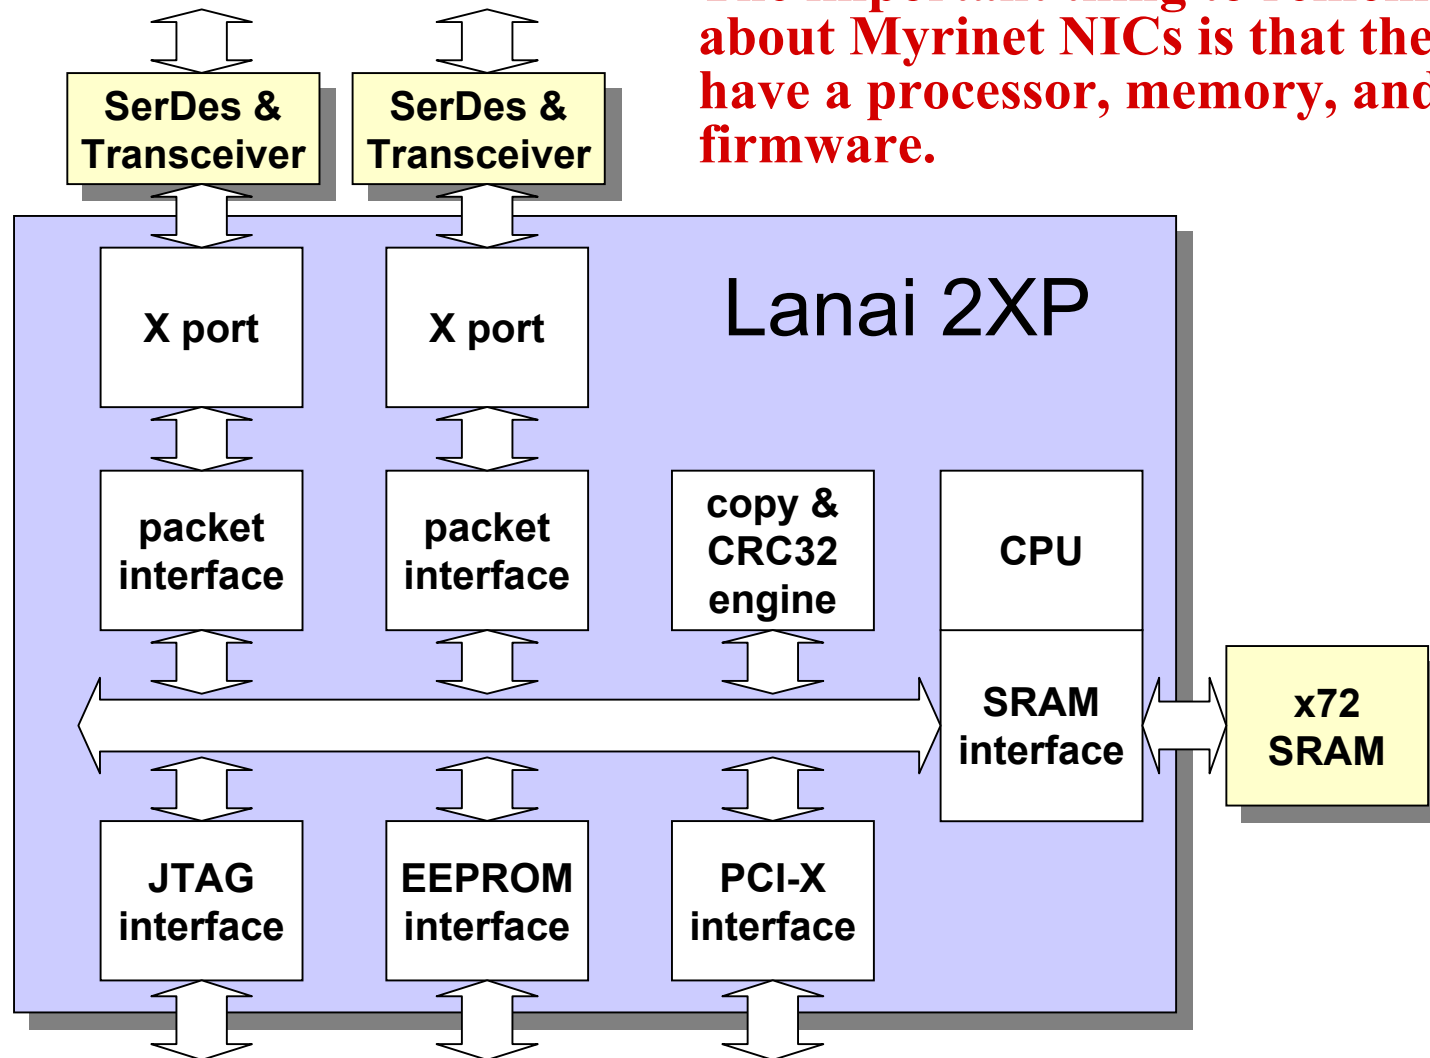 about Myrinet NICs is that the
have a processor, memory, and
firmware.
SerDes &
Transceiver
SerDes &
Transceiver
Lanai 2XP
X port
X port
packet
interface
packet
interface
copy &
CRC32
engine
CPU
SRAM
interface
x72
SRAM
JTAG
interface
EEPROM
interface
PCI-X
interface